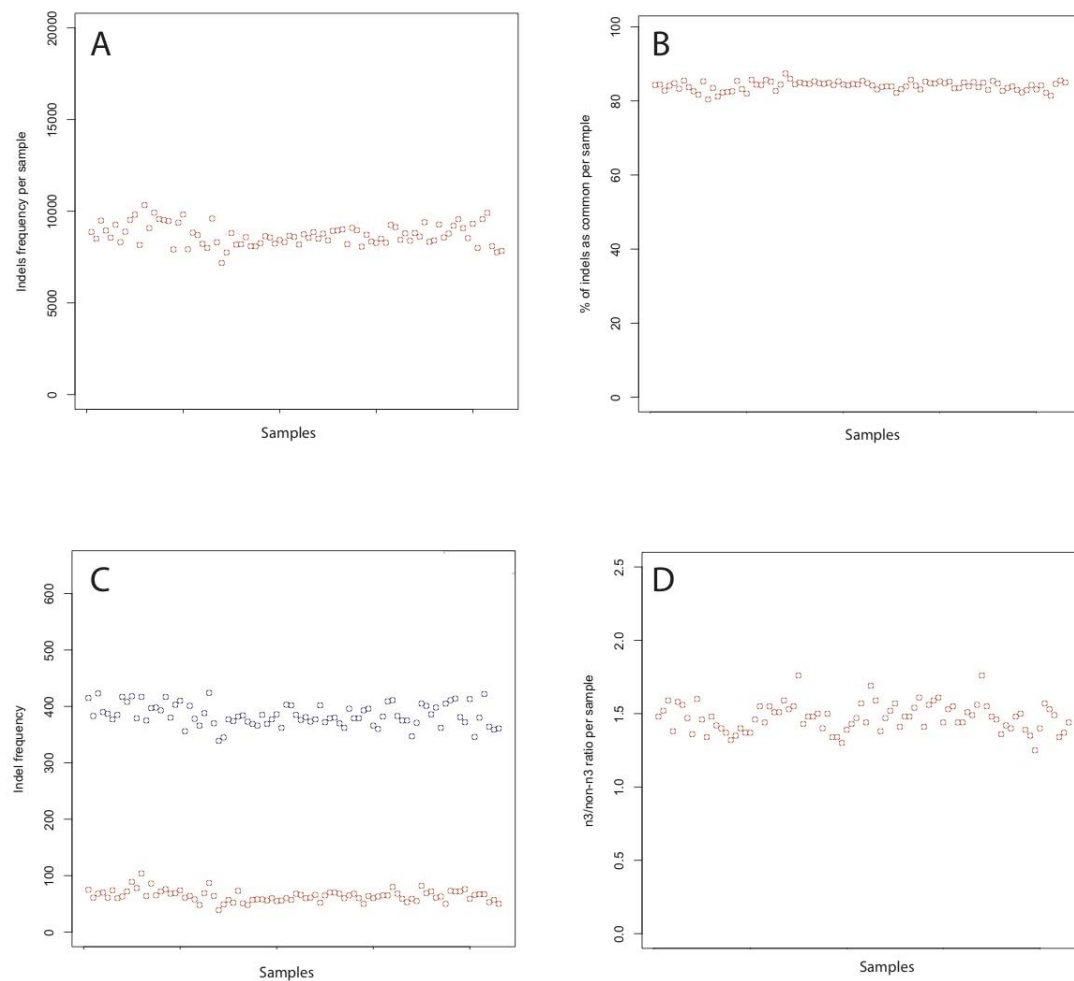 A
Indels frequency per sample
20000
15000
10000
5000
0
Samples
B
% of indels as common per sample
100
80
60
40
20
0
Samples
C
Indel frequency
600
500
400
300
200
100
0
Samples
D
n3/non-n3 ratio per sample
2.5
2.0
1.5
1.0
0.5
0.0
Samples